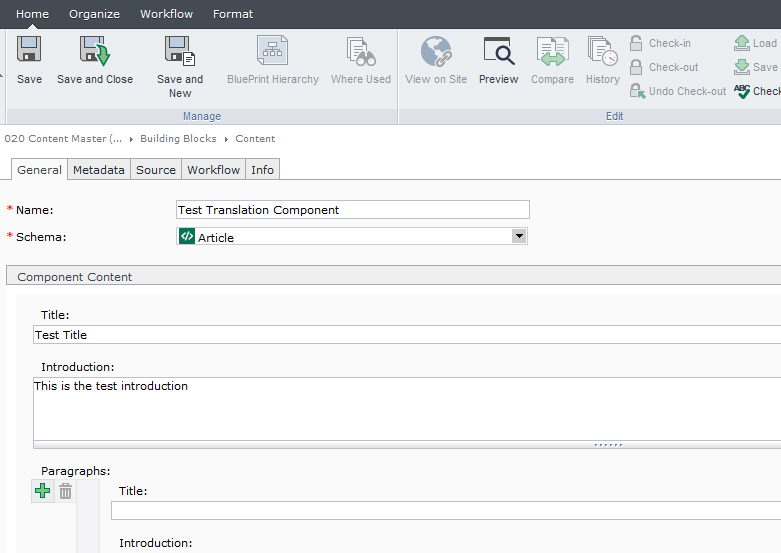 Home Organize Workflow Format
Save Save and Close Save and New BluePrint Hierarchy Where Used View on Site Preview Compare History Check-in Load
Check-out Save
Undo Check-out ABC Check
Manage Edit
020 Content Master (... Building Blocks Content
General Metadata Source Workflow Info
* Name: Test Translation Component
* Schema: Article
Component Content
Title:
Test Title
Introduction:
This is the test introduction
Paragraphs:
Title:
Introduction: